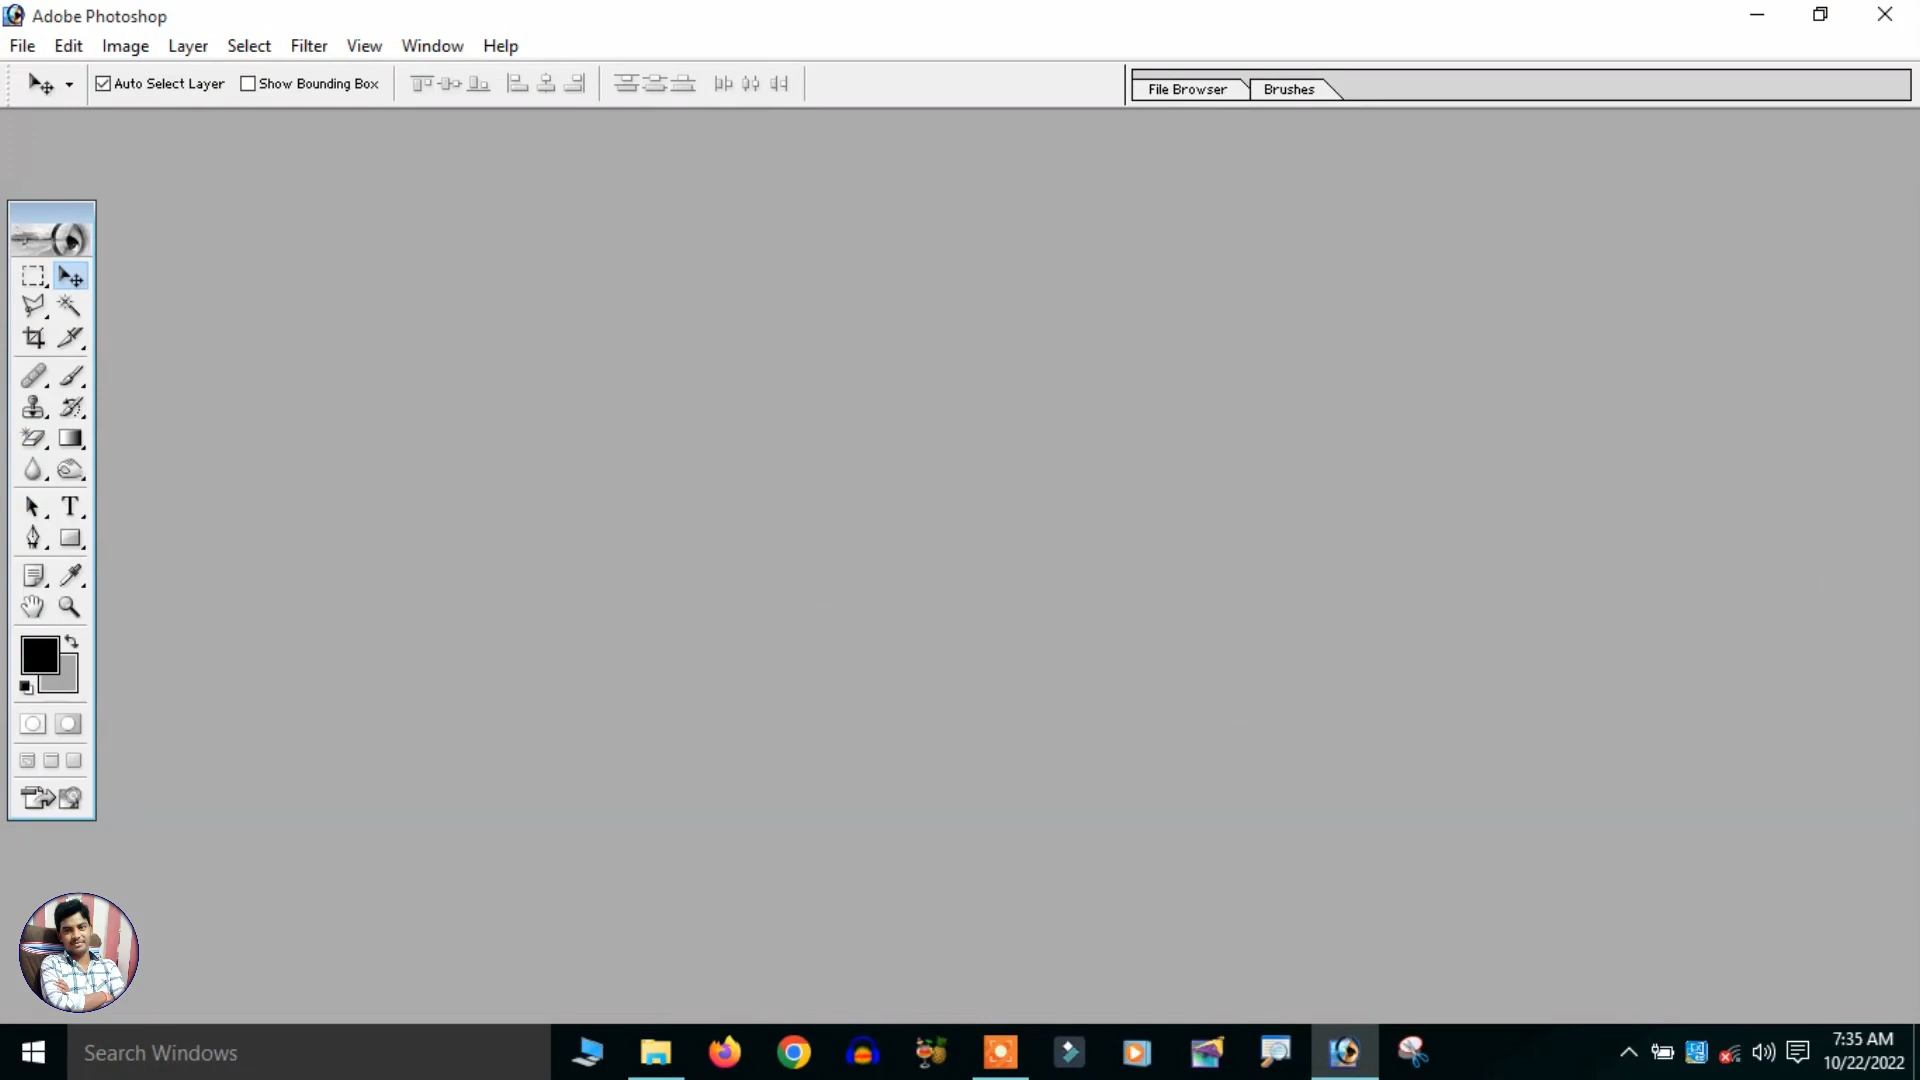 Adobe Photoshop
File Edit Image Layer Select Filter View Window Help
Auto Select Layer Show Bounding Box File Browser Brushes
T
Search Windows
7:35 AM
10/22/2022